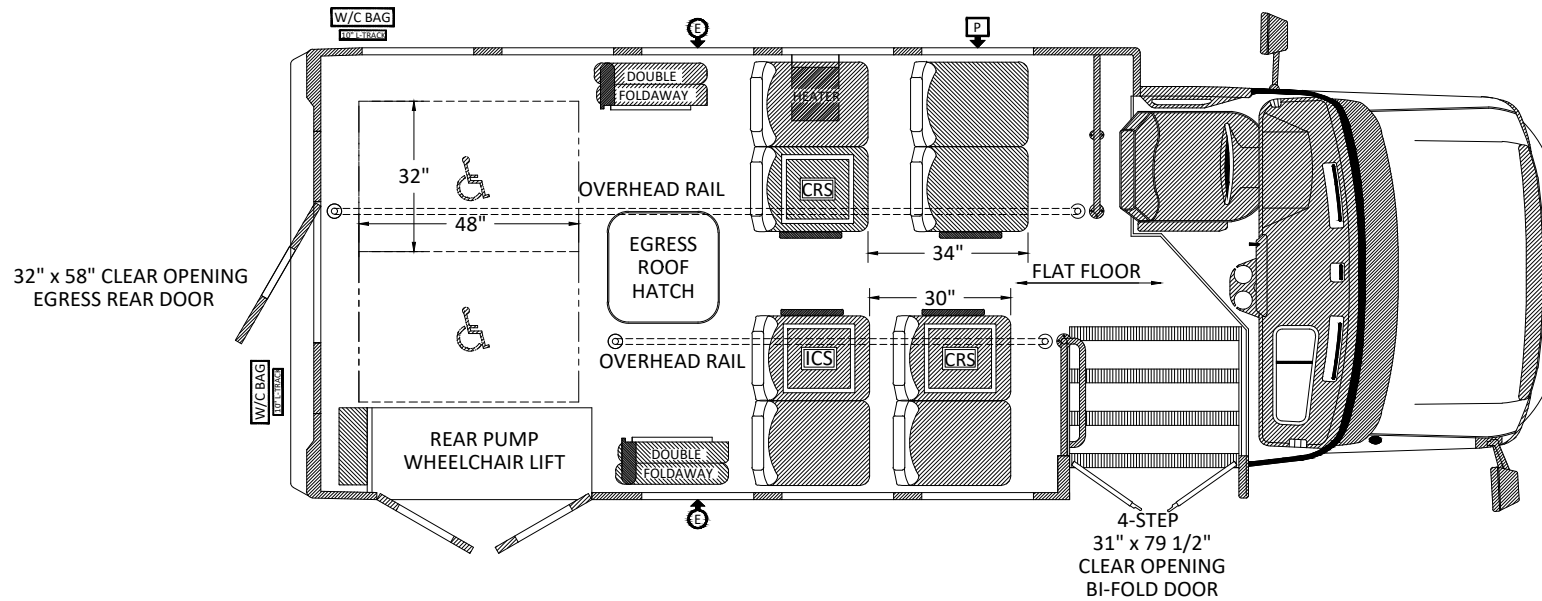 W/C BAG
10" L-TRACK
E
P
DOUBLE
FOLDAWAY
HEATER
32"
CRS
OVERHEAD RAIL
48"
EGRESS
ROOF
HATCH
34"
FLAT FLOOR
32" x 58" CLEAR OPENING
EGRESS REAR DOOR
30"
OVERHEAD RAIL
ICS
CRS
W/C BAG
10" L-TRACK
REAR PUMP
WHEELCHAIR LIFT
DOUBLE
FOLDAWAY
E
4-STEP
31" x 79 1/2"
CLEAR OPENING
BI-FOLD DOOR